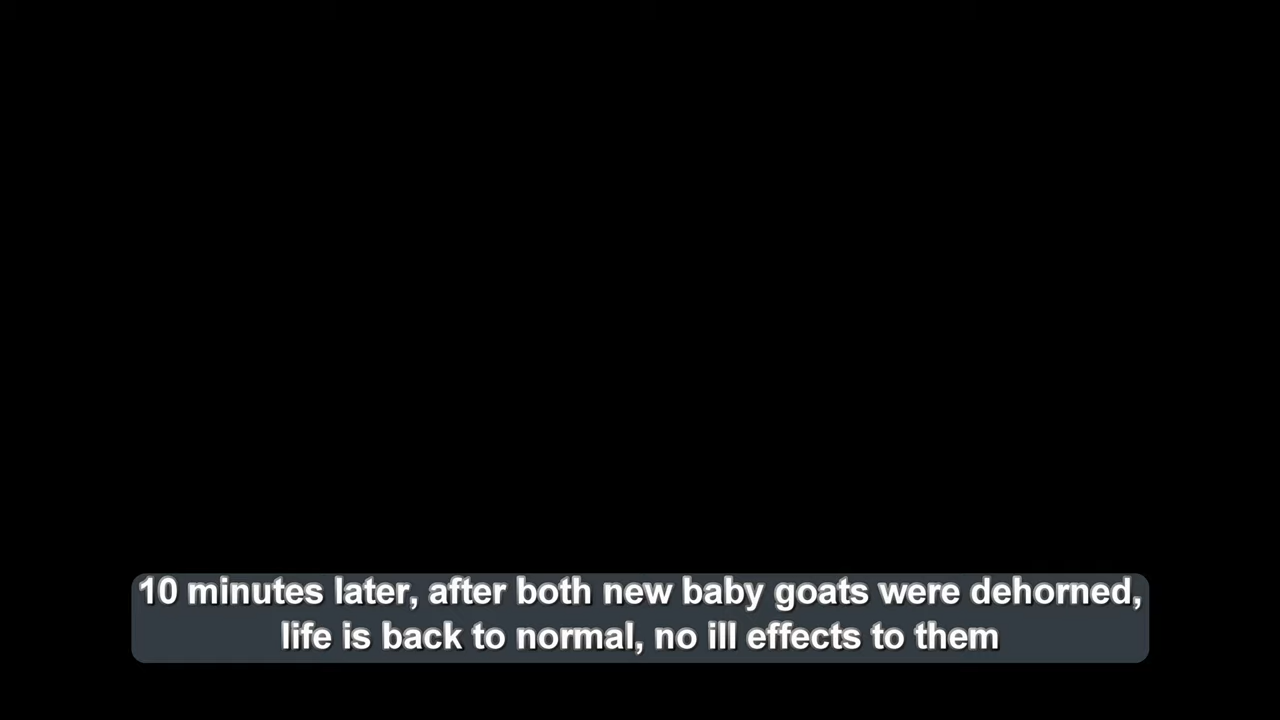 10 minutes later, after both new baby goats were dehorned,
life is back to normal, no ill effects to them